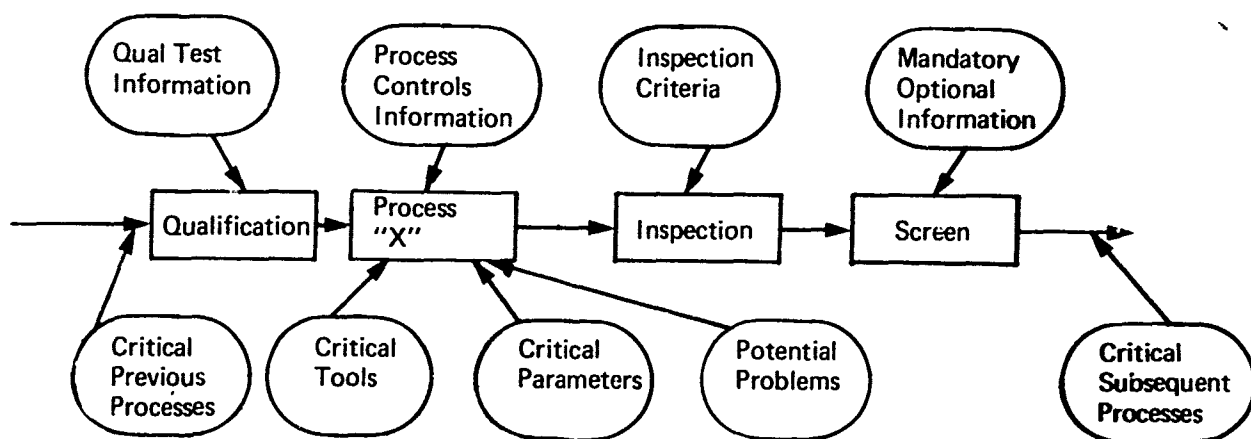 Qual Test
Information
Process
Controls
Information
Inspection
Criteria
Mandatory
Optional
Information
Qualification
Process
"X"
Inspection
Screen
Critical
Previous
Processes
Critical
Tools
Critical
Parameters
Potential
Problems
Critical
Subsequent
Processes